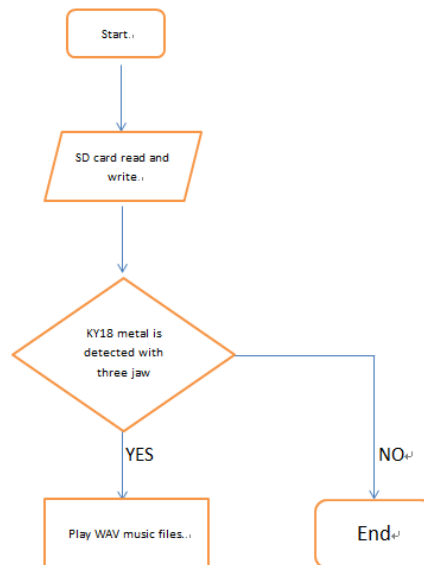 Start.
SD card read and
write.
KY18 metal is
detected with
three jaw
YES
NO
Play WAV music files..
End